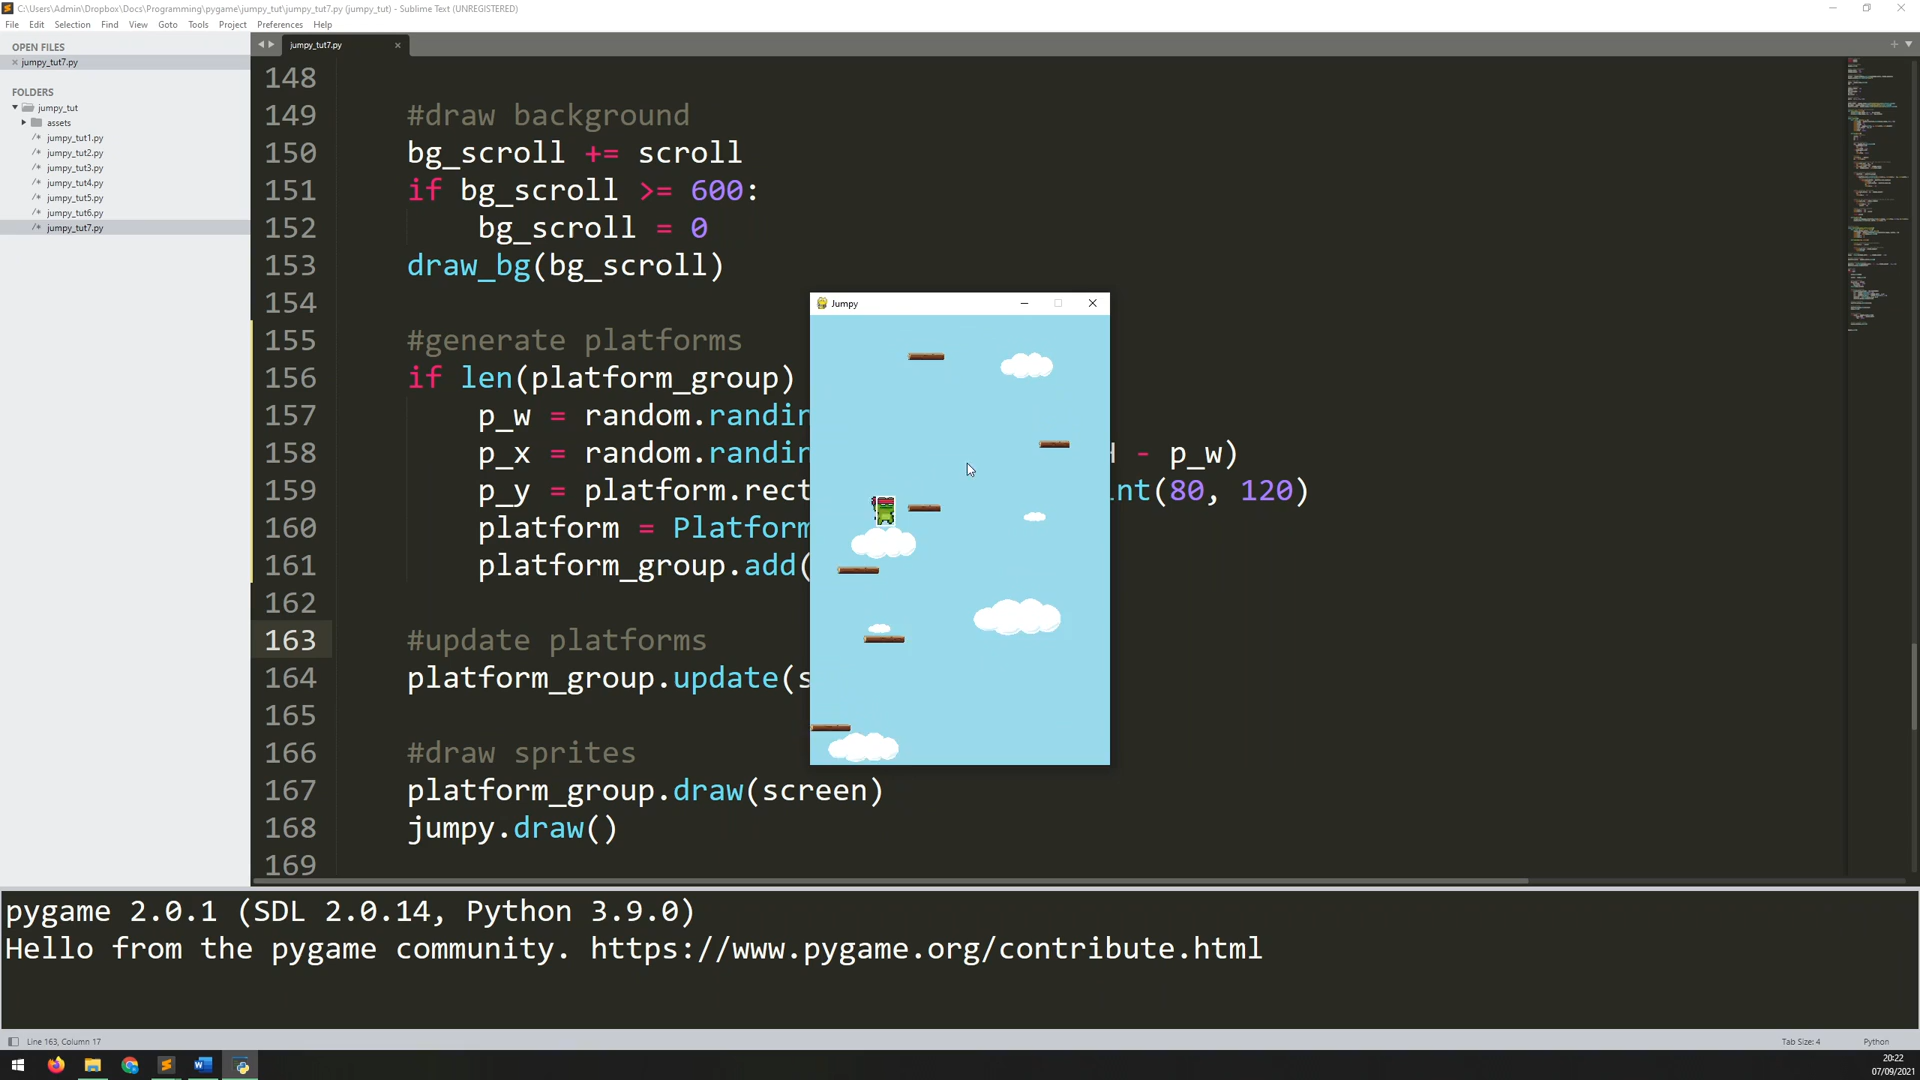 C:\Users\Admin\Dropbox\Docs\Programming\pygame\jumpy_tut\jumpy_tut7.py (jumpy_tut) - Sublime Text (UNREGISTERED)
File Edit Selection Find View Goto Tools Project Preferences Help
OPEN FILES
jumpy_tut7.py
FOLDERS
jumpy_tut
assets
jumpy_tut1.py
jumpy_tut2.py
jumpy_tut3.py
jumpy_tut4.py
jumpy_tut5.py
jumpy_tut6.py
jumpy_tut7.py
jumpy_tut7.py
148
149 #draw background
150 bg_scroll += scroll
151 if bg_scroll >= 600:
152 bg_scroll = 0
153 draw_bg(bg_scroll)
154
155 #generate platforms
156 if len(platform_group)
157 p_w = random.randin
158 p_x = random.randin - p_w)
159 p_y = platform.rect nt(80, 120)
160 platform = Platform
161 platform_group.add(
162
163 #update platforms
164 platform_group.update(s
165
166 #draw sprites
167 platform_group.draw(screen)
168 jumpy.draw()
169
Jumpy
pygame 2.0.1 (SDL 2.0.14, Python 3.9.0)
Hello from the pygame community. https://www.pygame.org/contribute.html
Line 163, Column 17
Tab Size: 4
Python
20:22
07/09/2021